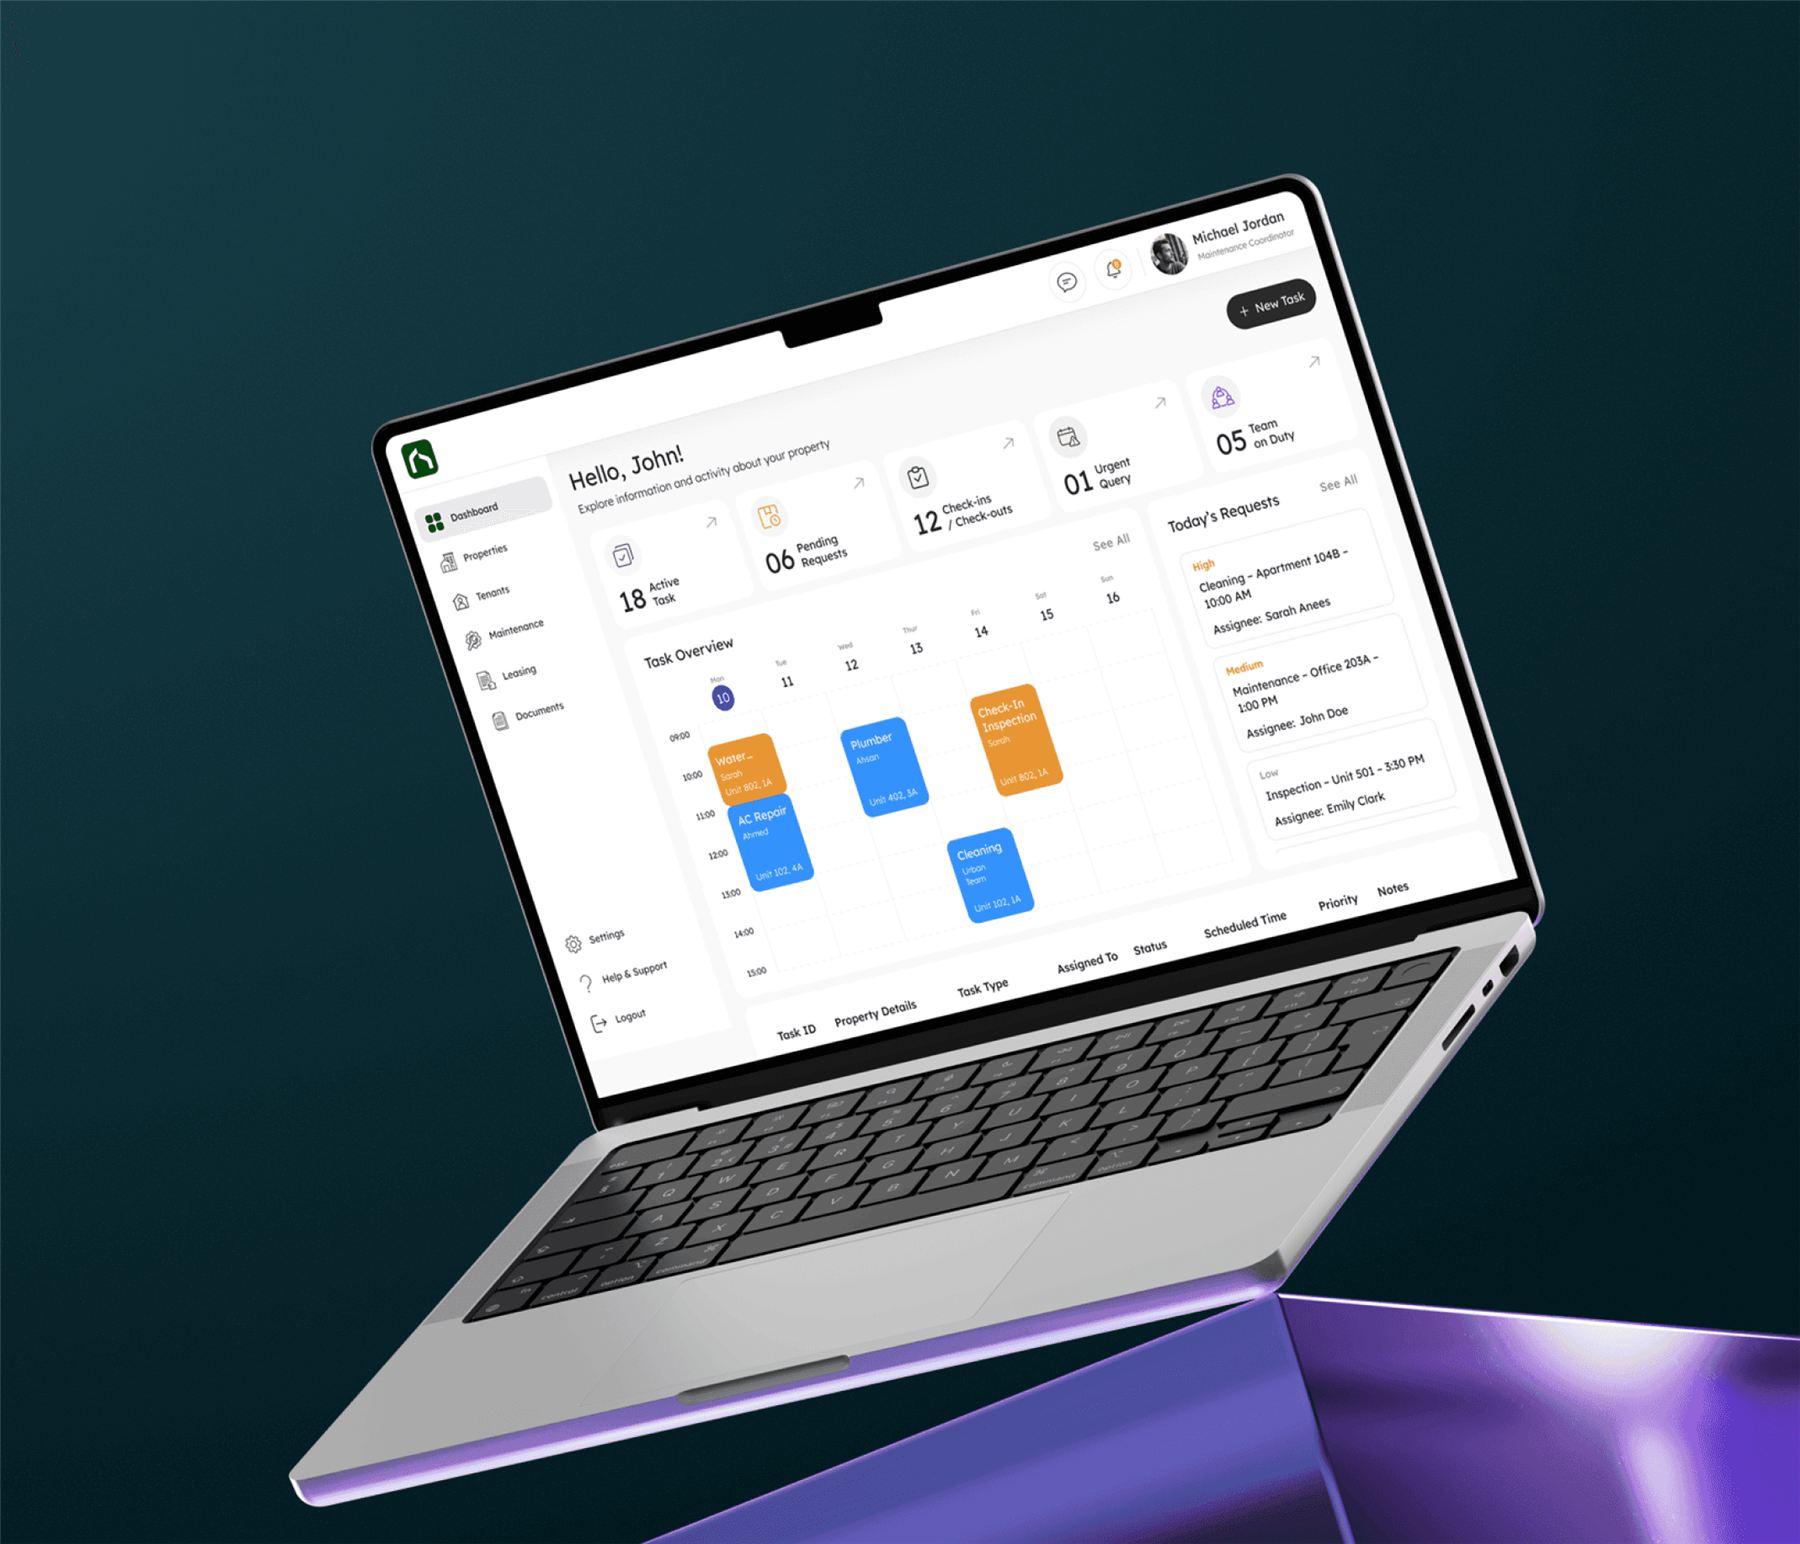 Michael Jordan
Maintenance Coordinator
+ New Task
Hello, John!
Explore information and activity about your property
Dashboard
Properties
Tenants
Maintenance
Leasing
Documents
Settings
Help & Support
Logout
18 Active
Task
06 Pending
Requests
12 Check-ins
/ Check-outs
01 Urgent
Query
05 Team
on Duty
Task Overview
See All
Mon
10
Tue
11
Wed
12
Thur
13
Fri
14
Sat
15
Sun
16
09:00
10:00
11:00
12:00
13:00
14:00
15:00
Water...
Sarah
Unit 802, 1A
AC Repair
Ahmed
Unit 102, 4A
Plumber
Ahsan
Unit 402, 3A
Check-In
Inspection
Sarah
Unit 802, 1A
Cleaning
Urban
Team
Unit 102, 1A
Today's Requests
See All
High
Cleaning – Apartment 104B –
10:00 AM
Assignee: Sarah Anees
Medium
Maintenance – Office 203A –
1:00 PM
Assignee: John Doe
Low
Inspection – Unit 501 – 3:30 PM
Assignee: Emily Clark
Task ID
Property Details
Task Type
Assigned To
Status
Scheduled Time
Priority
Notes
esc
Q W E R T Y U I O P
A S D F G H J K L
Z X C V B N M
fn control option command
command option